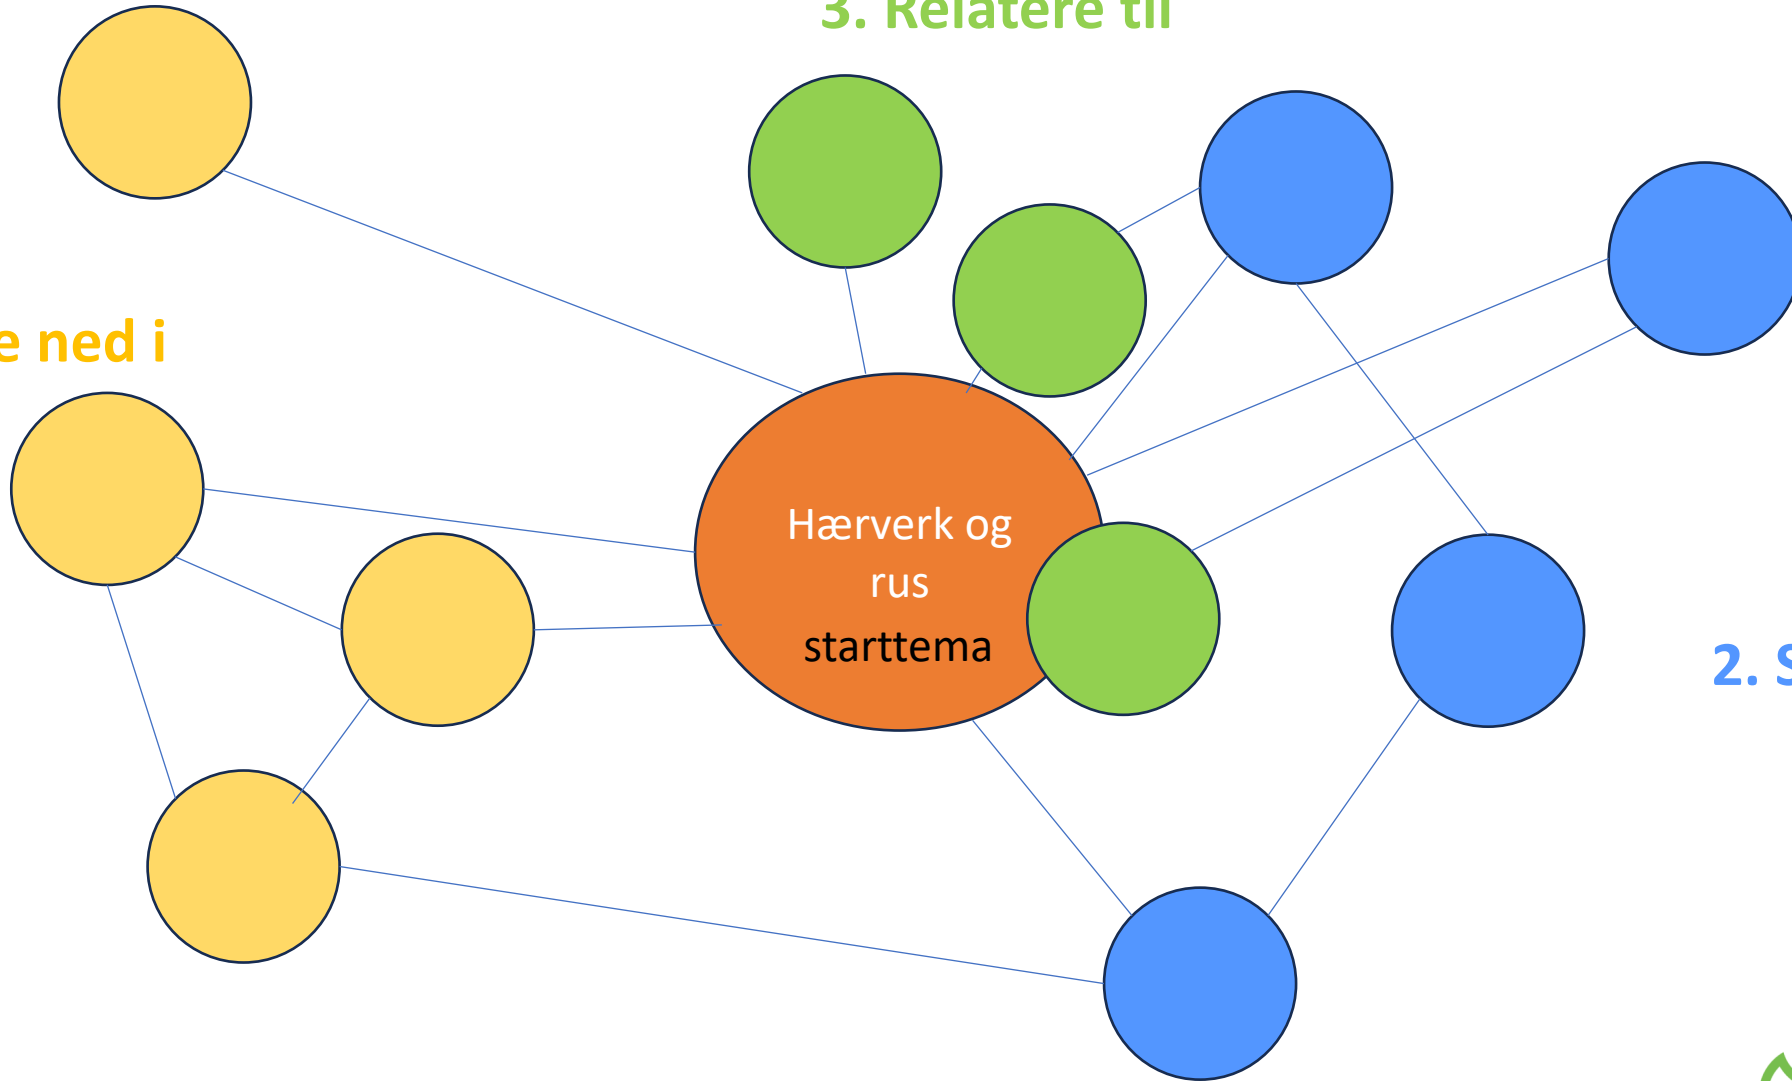 3. Relatere til
ned i
Hærverk og
rus
starttema
2.